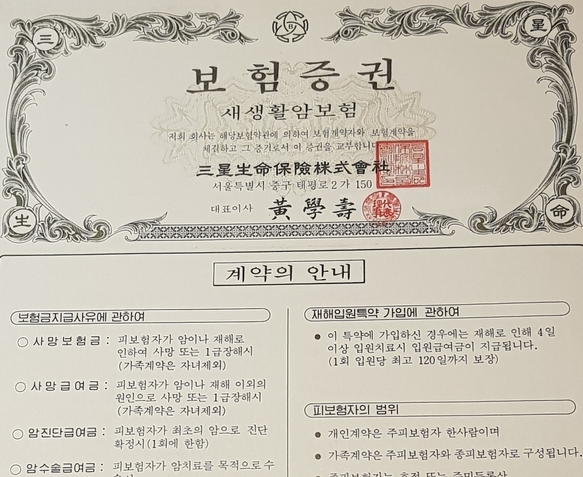 三
星
보험증권
새생활암보험
저희 회사는 해당보험약관에 의하여 보험계약자와 보험계약을
체결하고 그 증거로서 이 증권을 교부합니다.
三星生命保險株式會社
서울특별시 중구 태평로 2 가 150
대표이사 黃學壽
生
命
계약의 안내
보험금지급사유에 관하여
○ 사망보험금 : 피보험자가 암이나 재해로
인하여 사망 또는 1급장해시
(가족계약은 자녀제외)
○ 사망급여금 : 피보험자가 암이나 재해 이외의
원인으로 사망 또는 1급장해시
(가족계약은 자녀제외)
○ 암진단급여금 : 피보험자가 최초의 암으로 진단
확정시(1회에 한함)
○ 암수술급여금 : 피보험자가 암치료를 목적으로 수
재해입원특약 가입에 관하여
● 이 특약에 가입하신 경우에는 재해로 인해 4일
이상 입원치료시 입원급여금이 지급됩니다.
(1회 입원당 최고 120일까지 보장)
피보험자의 범위
● 개인계약은 주피보험자 한사람이며
● 가족계약은 주피보험자와 종피보험자로 구성됩니다.